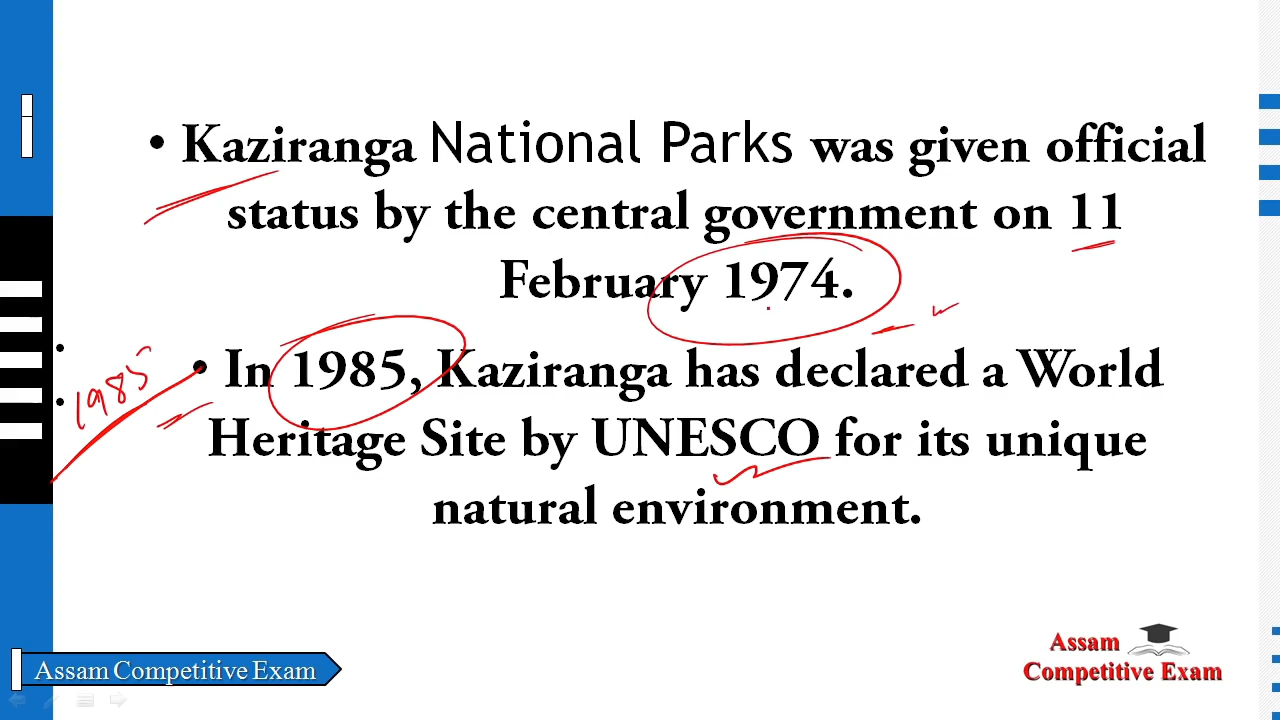 • Kaziranga National Parks was given official
status by the central government on 11
February 1974.
• In 1985, Kaziranga has declared a World
Heritage Site by UNESCO for its unique
natural environment.
1985
Assam Competitive Exam
Assam
Competitive Exam